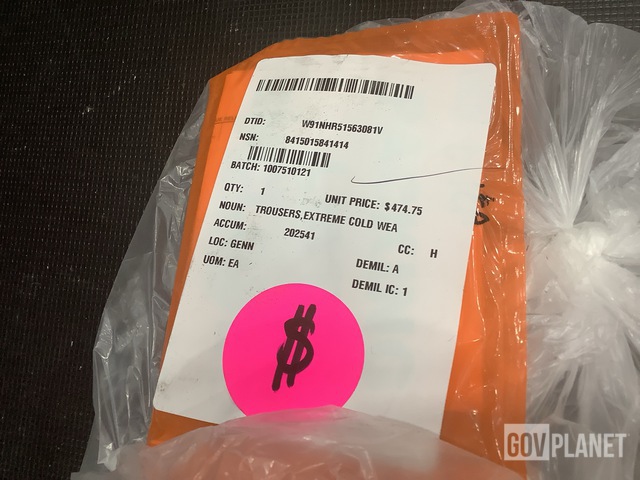 DTID: W91NHR51563081V
NSN: 8415015841414
BATCH: 1007510121
QTY: 1 UNIT PRICE: $474.75
NOUN: TROUSERS,EXTREME COLD WEA
ACCUM: 202541 CC: H
LOC: GENN DEMIL: A
UOM: EA DEMIL IC: 1
$
GOVPLANET